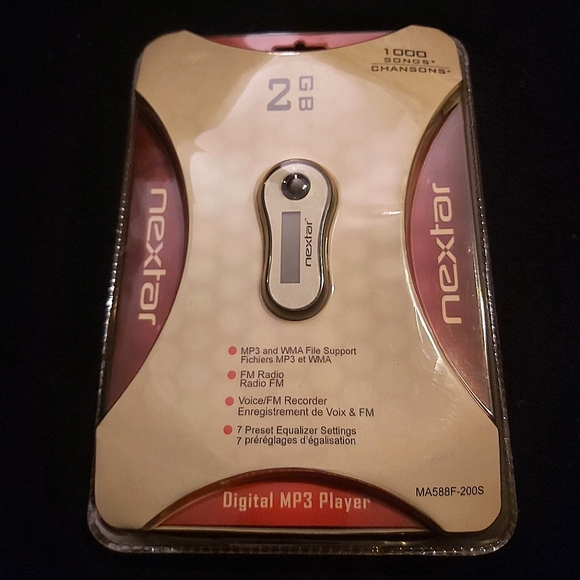 1000
SONGS*
CHANSONS*
2 GB
nextar
nextar
nextar
MP3 and WMA File Support
Fichiers MP3 et WMA
FM Radio
Radio FM
Voice/FM Recorder
Enregistrement de Voix & FM
7 Preset Equalizer Settings
7 préréglages d'égalisation
MA588F-200S
Digital MP3 Player